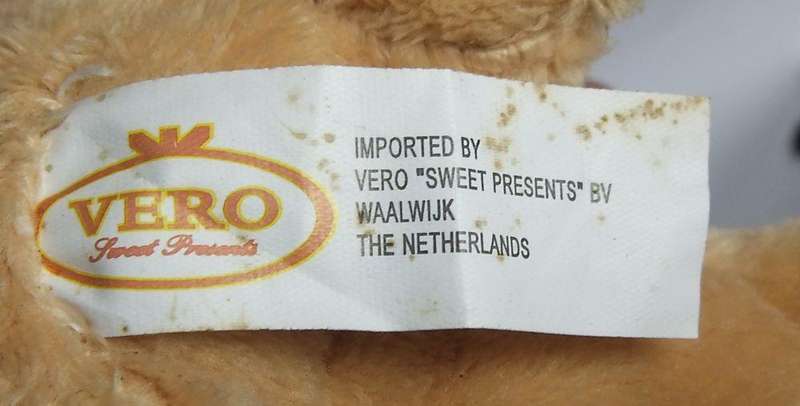 VERO
Sweet Presents
IMPORTED BY
VERO "SWEET PRESENTS" BV
WAALWIJK
THE NETHERLANDS